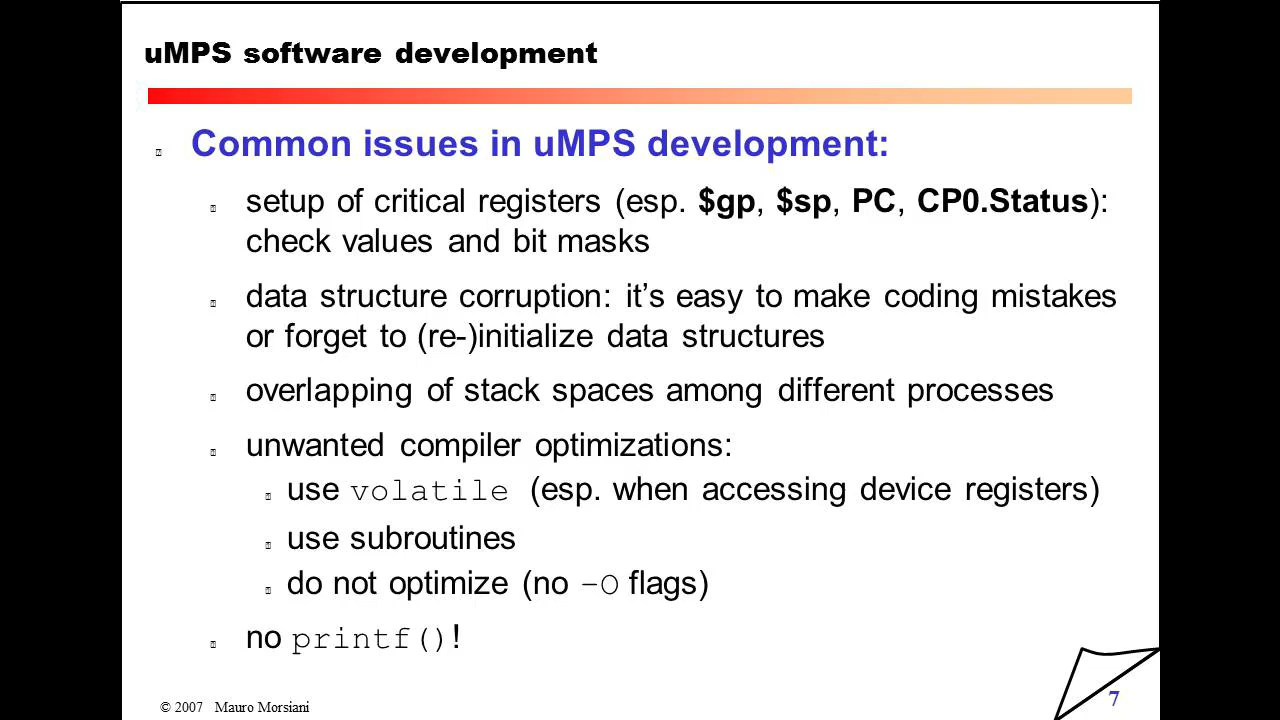 uMPS software development
Common issues in uMPS development:
setup of critical registers (esp. $gp, $sp, PC, CP0.Status):
check values and bit masks
data structure corruption: it’s easy to make coding mistakes
or forget to (re-)initialize data structures
overlapping of stack spaces among different processes
unwanted compiler optimizations:
use volatile (esp. when accessing device registers)
use subroutines
do not optimize (no –O flags)
no printf()!
© 2007 Mauro Morsiani
7